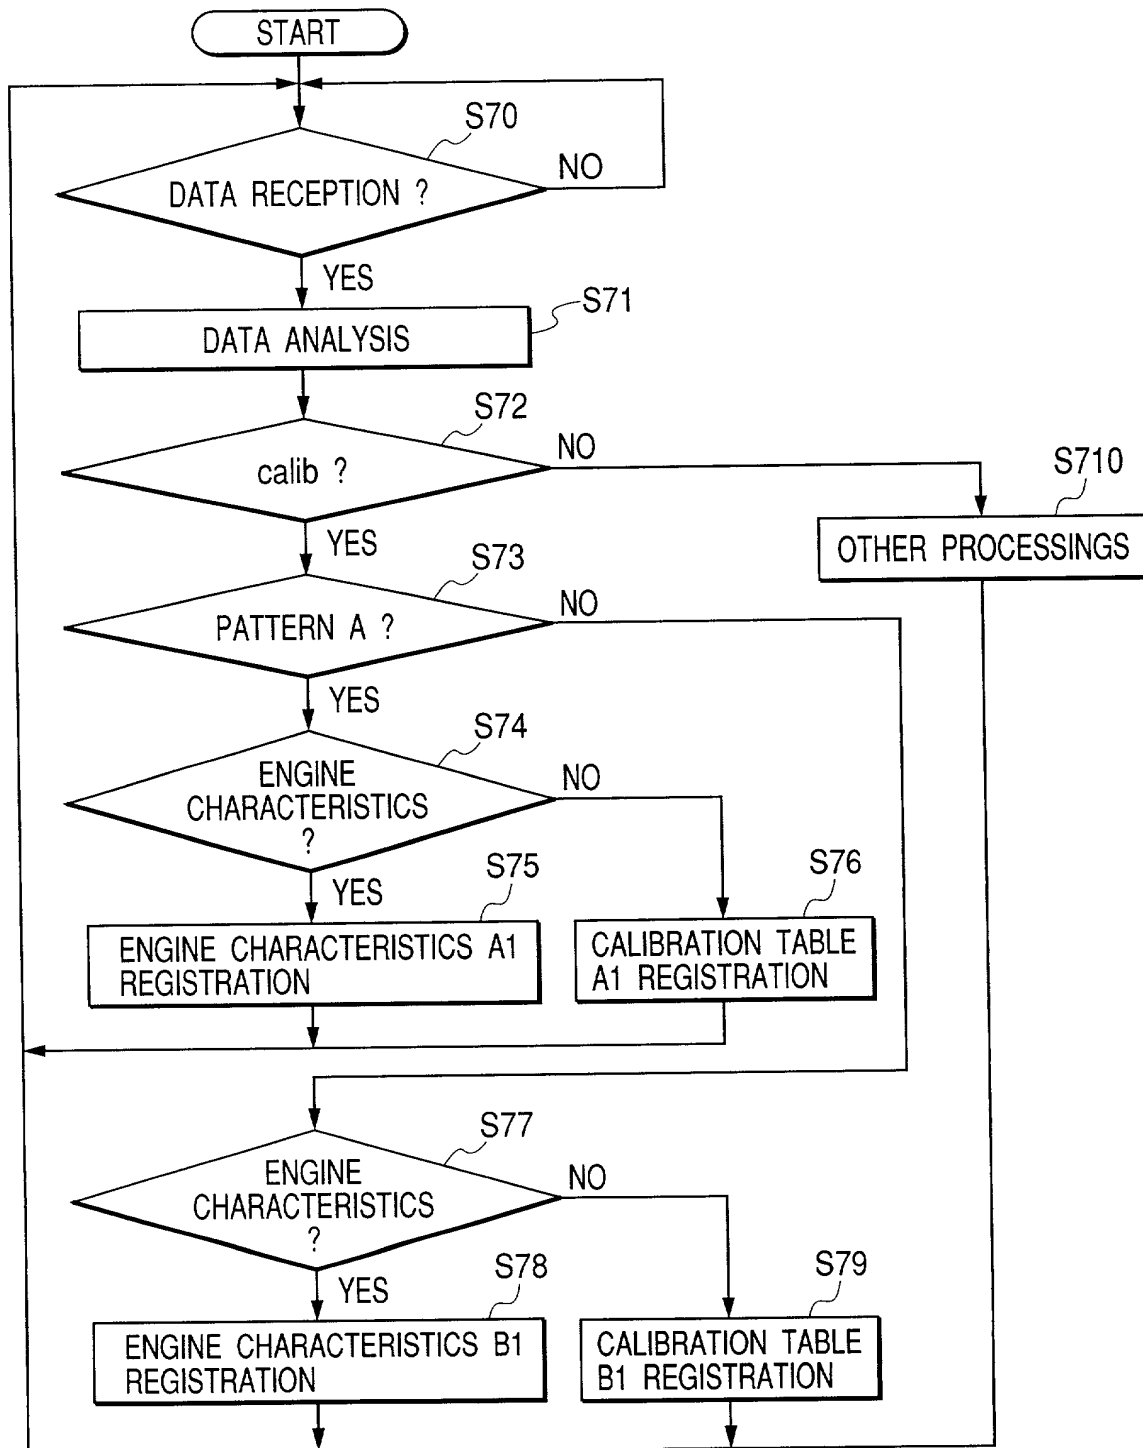 START
S70
DATA RECEPTION ?
NO
YES
S71
DATA ANALYSIS
S72
calib ?
NO
YES
S710
OTHER PROCESSINGS
S73
PATTERN A ?
NO
YES
S74
ENGINE
CHARACTERISTICS
?
NO
YES
S75
ENGINE CHARACTERISTICS A1
REGISTRATION
S76
CALIBRATION TABLE
A1 REGISTRATION
S77
ENGINE
CHARACTERISTICS
?
NO
YES
S78
ENGINE CHARACTERISTICS B1
REGISTRATION
S79
CALIBRATION TABLE
B1 REGISTRATION